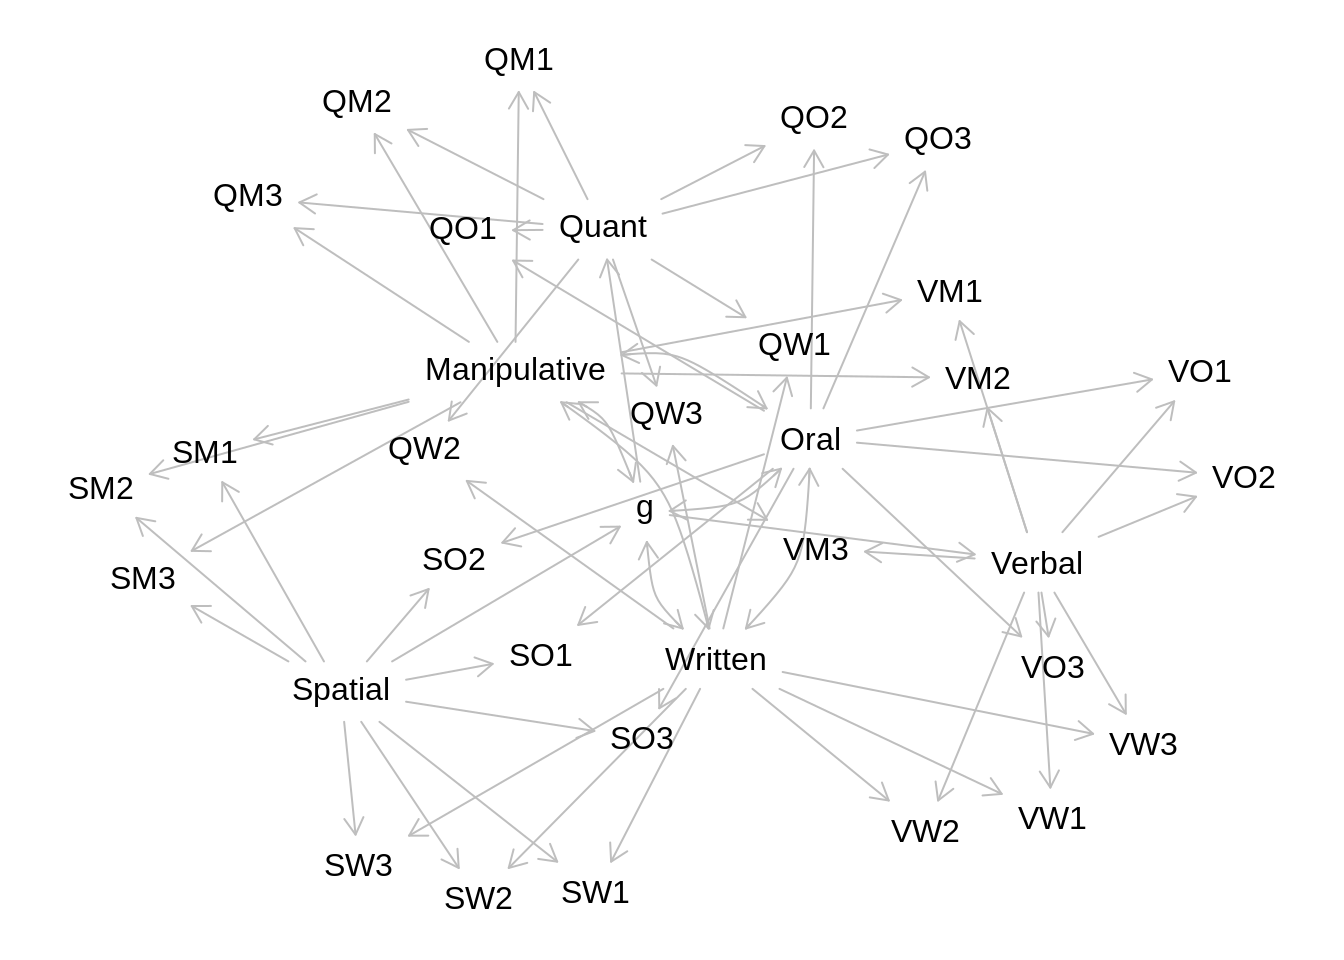 QM1
QM2
QO2
QO3
QM3
QO1
Quant
VM1
QW1
Manipulative
VM2
VO1
QW3
Oral
SM1
QW2
VO2
SM2
g
VM3
SO2
Verbal
SM3
SO1
Written
VO3
Spatial
SO3
VW3
VW1
VW2
SW3
SW2
SW1